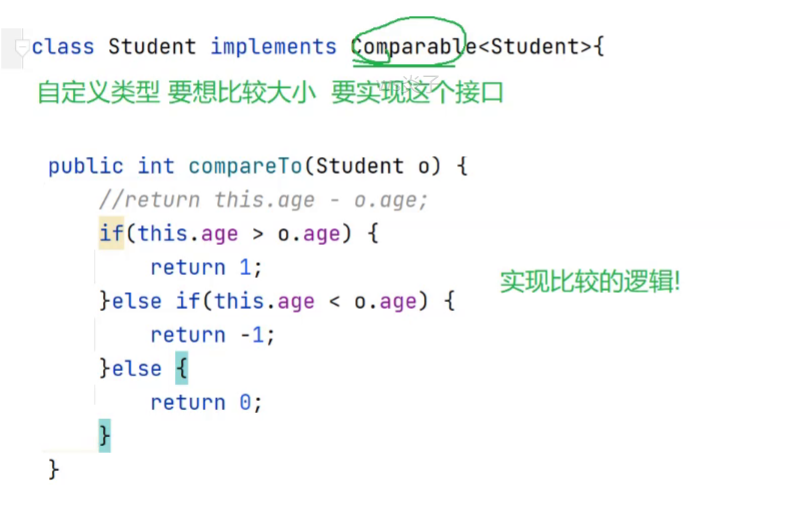 class Student implements Comparable<Student>{
自定义类型 要想比较大小 要实现这个接口
public int compareTo(Student o) {
//return this.age - o.age;
if(this.age > o.age) {
return 1;
}else if(this.age < o.age) {
实现比较的逻辑!
return -1;
}else {
return 0;
}
}